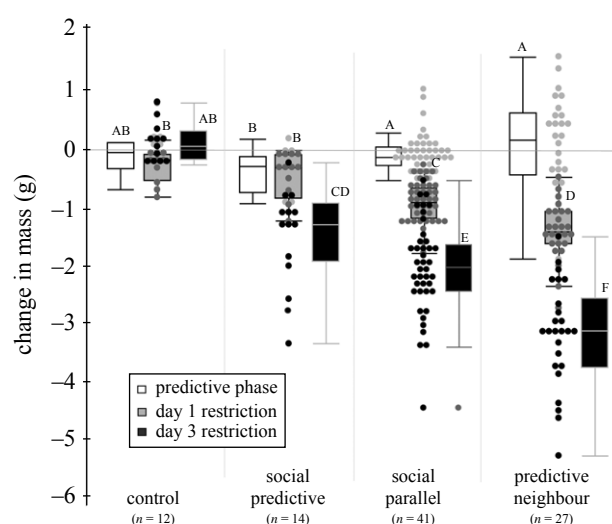 change in mass (g)
2
1
0
−1
−2
−3
−4
−5
−6
AB
B
AB
B
B
CD
A
C
E
A
D
F
predictive phase
day 1 restriction
day 3 restriction
control
(n = 12)
social
predictive
(n = 14)
social
parallel
(n = 41)
predictive
neighbour
(n = 27)